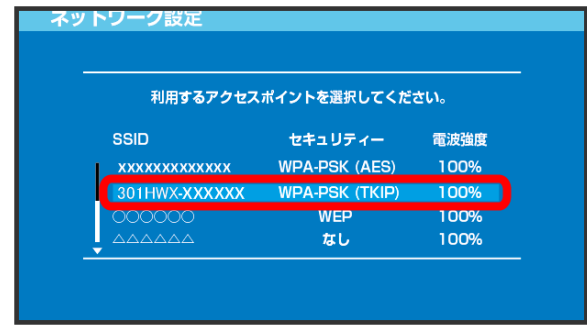 ネットワーク設定
利用するアクセスポイントを選択してください。
SSID セキュリティー 電波強度
xxxxxxxxxxxxx WPA-PSK (AES) 100%
301HWX-XXXXXX WPA-PSK (TKIP) 100%
○○○○○○ WEP 100%
△△△△△△ なし 100%